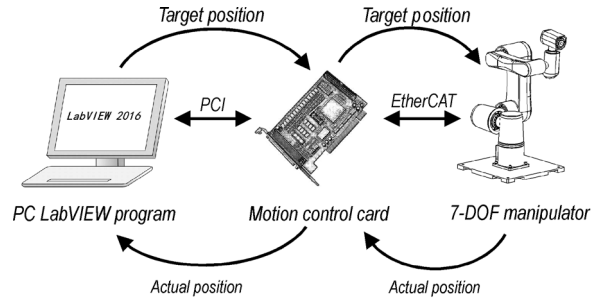 Target position
Target position
LabVIEW 2016
PCI
EtherCAT
PC LabVIEW program
Motion control card
7-DOF manipulator
Actual position
Actual position